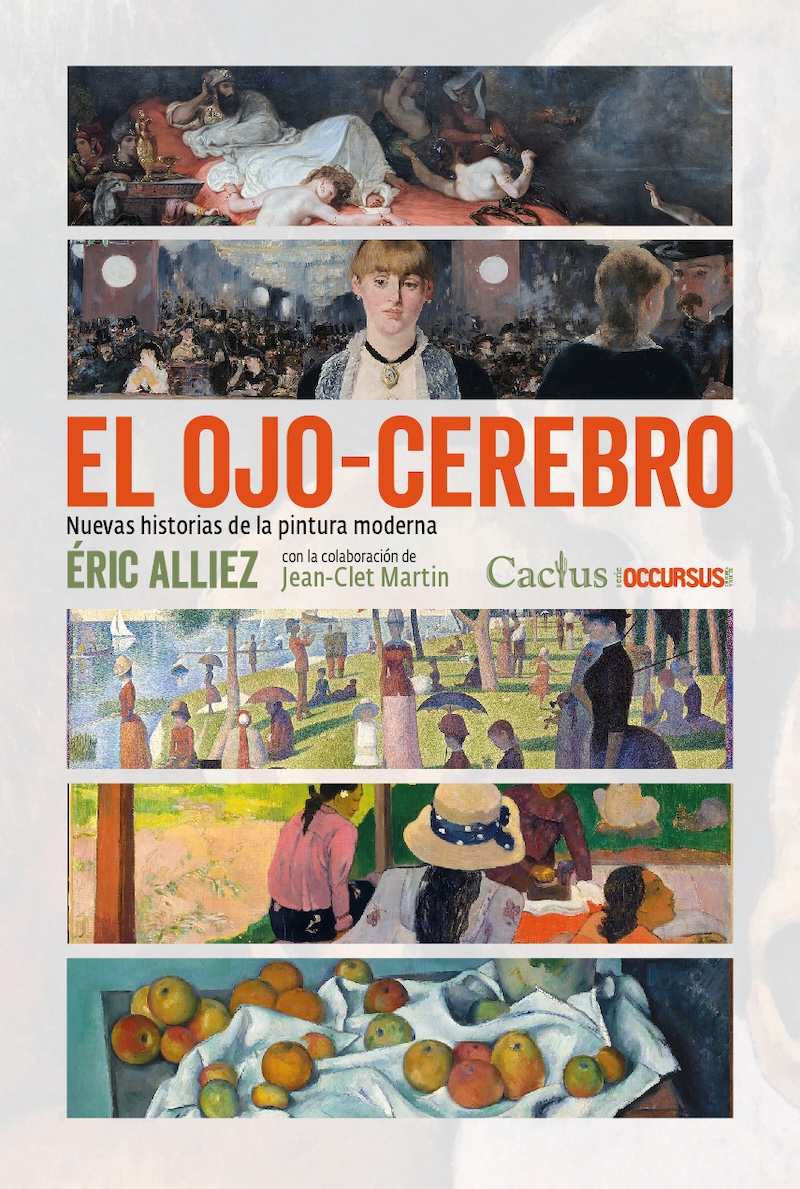 EL OJO-CEREBRO
Nuevas historias de la pintura moderna
ÉRIC ALLIEZ
con la colaboración de
Jean-Clet Martin
Cactus
serie
OCCURSUS